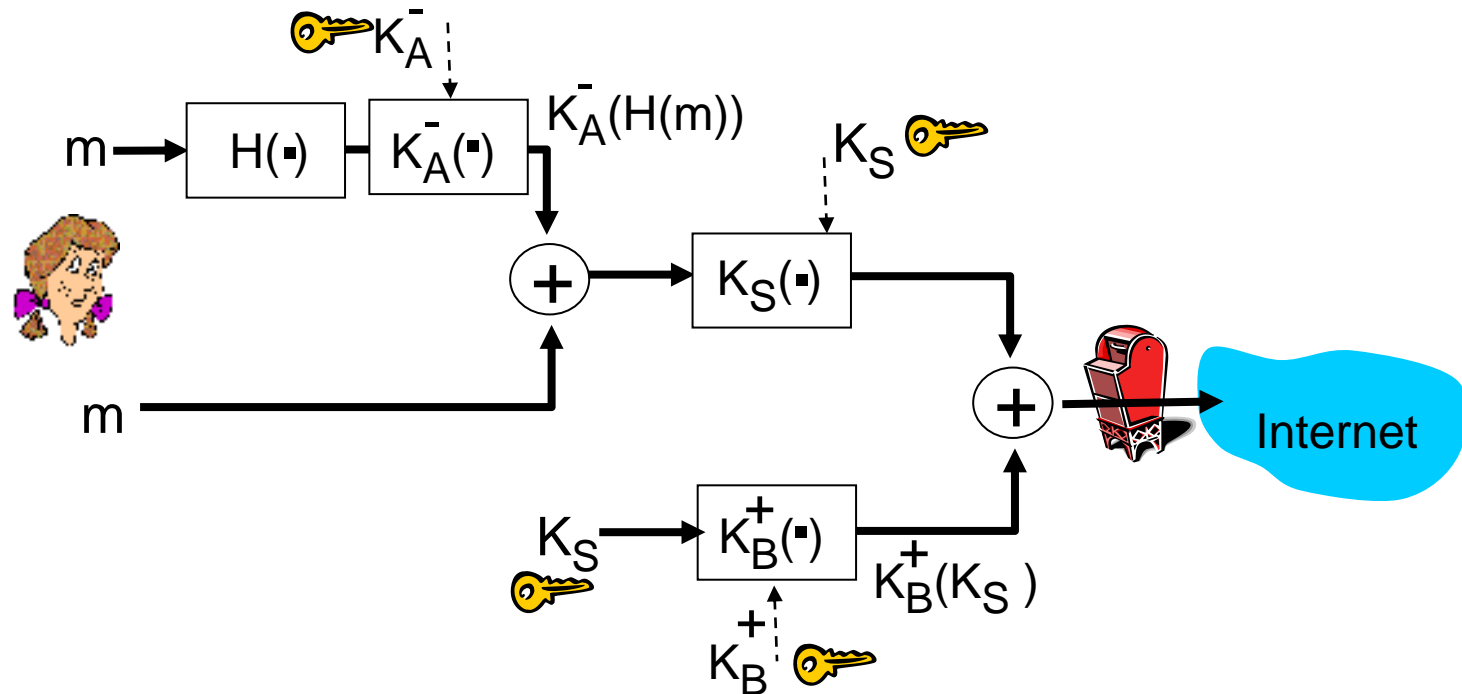 K_A^-
m
H(▪)
K_A^-(▪)
K_A^-(H(m))
K_S
+
K_S(▪)
m
+
Internet
K_S
K_B^+(▪)
K_B^+(K_S )
K_B^+